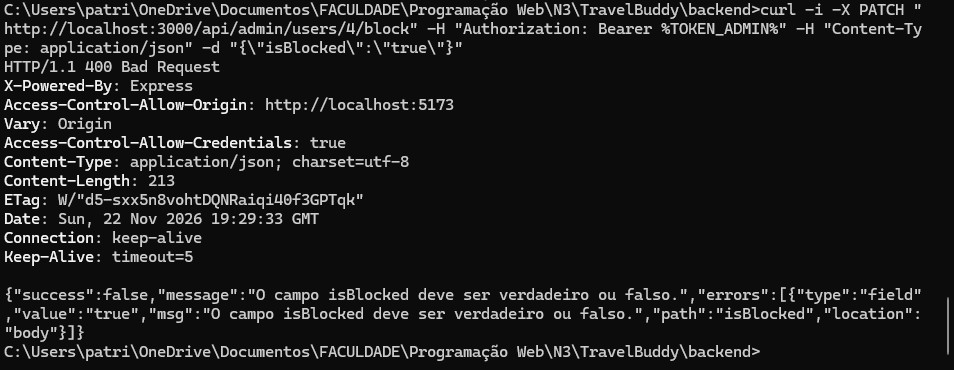 C:\Users\patri\OneDrive\Documentos\FACULDADE\Programação Web\N3\TravelBuddy\backend>curl -i -X PATCH "
http://localhost:3000/api/admin/users/4/block" -H "Authorization: Bearer %TOKEN_ADMIN%" -H "Content-Ty
pe: application/json" -d "{\"isBlocked\":\"true\"}"
HTTP/1.1 400 Bad Request
X-Powered-By: Express
Access-Control-Allow-Origin: http://localhost:5173
Vary: Origin
Access-Control-Allow-Credentials: true
Content-Type: application/json; charset=utf-8
Content-Length: 213
ETag: W/"d5-sxx5n8vohtDQNRaiqi40f3GPTqk"
Date: Sun, 22 Nov 2026 19:29:33 GMT
Connection: keep-alive
Keep-Alive: timeout=5

{"success":false,"message":"O campo isBlocked deve ser verdadeiro ou falso.","errors":[{"type":"field"
,"value":"true","msg":"O campo isBlocked deve ser verdadeiro ou falso.","path":"isBlocked","location":
"body"}]}
C:\Users\patri\OneDrive\Documentos\FACULDADE\Programação Web\N3\TravelBuddy\backend>